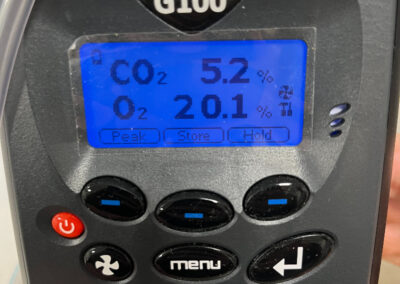 G100
CO₂ 5.2 %
O₂ 20.1 %
Peak Store Hold
menu